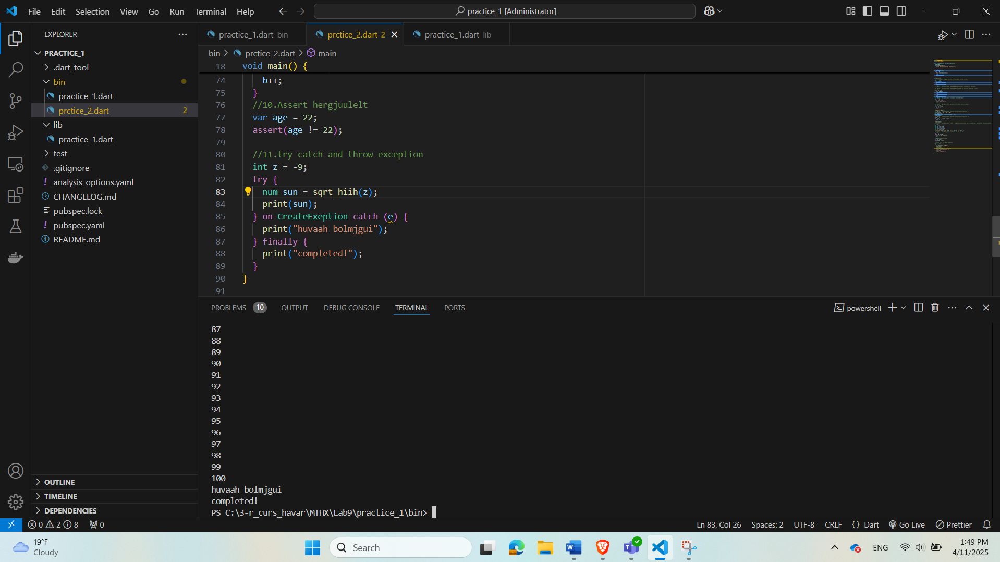 File Edit Selection View Go Run Terminal Help
practice_1 [Administrator]
EXPLORER
PRACTICE_1
.dart_tool
bin
practice_1.dart
prctice_2.dart 2
lib
practice_1.dart
test
.gitignore
analysis_options.yaml
CHANGELOG.md
pubspec.lock
pubspec.yaml
README.md
OUTLINE
TIMELINE
DEPENDENCIES
practice_1.dart bin
prctice_2.dart 2
practice_1.dart lib
bin > prctice_2.dart > main
18 void main() {
74 b++;
75 }
76 //10.Assert hergjuulelt
77 var age = 22;
78 assert(age != 22);
79
80 //11.try catch and throw exception
81 int z = -9;
82 try {
83 num sun = sqrt_hiih(z);
84 print(sun);
85 } on CreateExeption catch (e) {
86 print("huvaah bolmjgui");
87 } finally {
88 print("completed!");
89 }
90 }
91
PROBLEMS 10 OUTPUT DEBUG CONSOLE TERMINAL PORTS
powershell
87
88
89
90
91
92
93
94
95
96
97
98
99
100
huvaah bolmjgui
completed!
PS C:\3-r_curs_havar\МТПХ\Lab9\practice_1\bin>
0 2 8 0
Ln 83, Col 26 Spaces: 2 UTF-8 CRLF {} Dart Go Live Prettier
19°F
Cloudy
Search
ENG
1:49 PM
4/11/2025